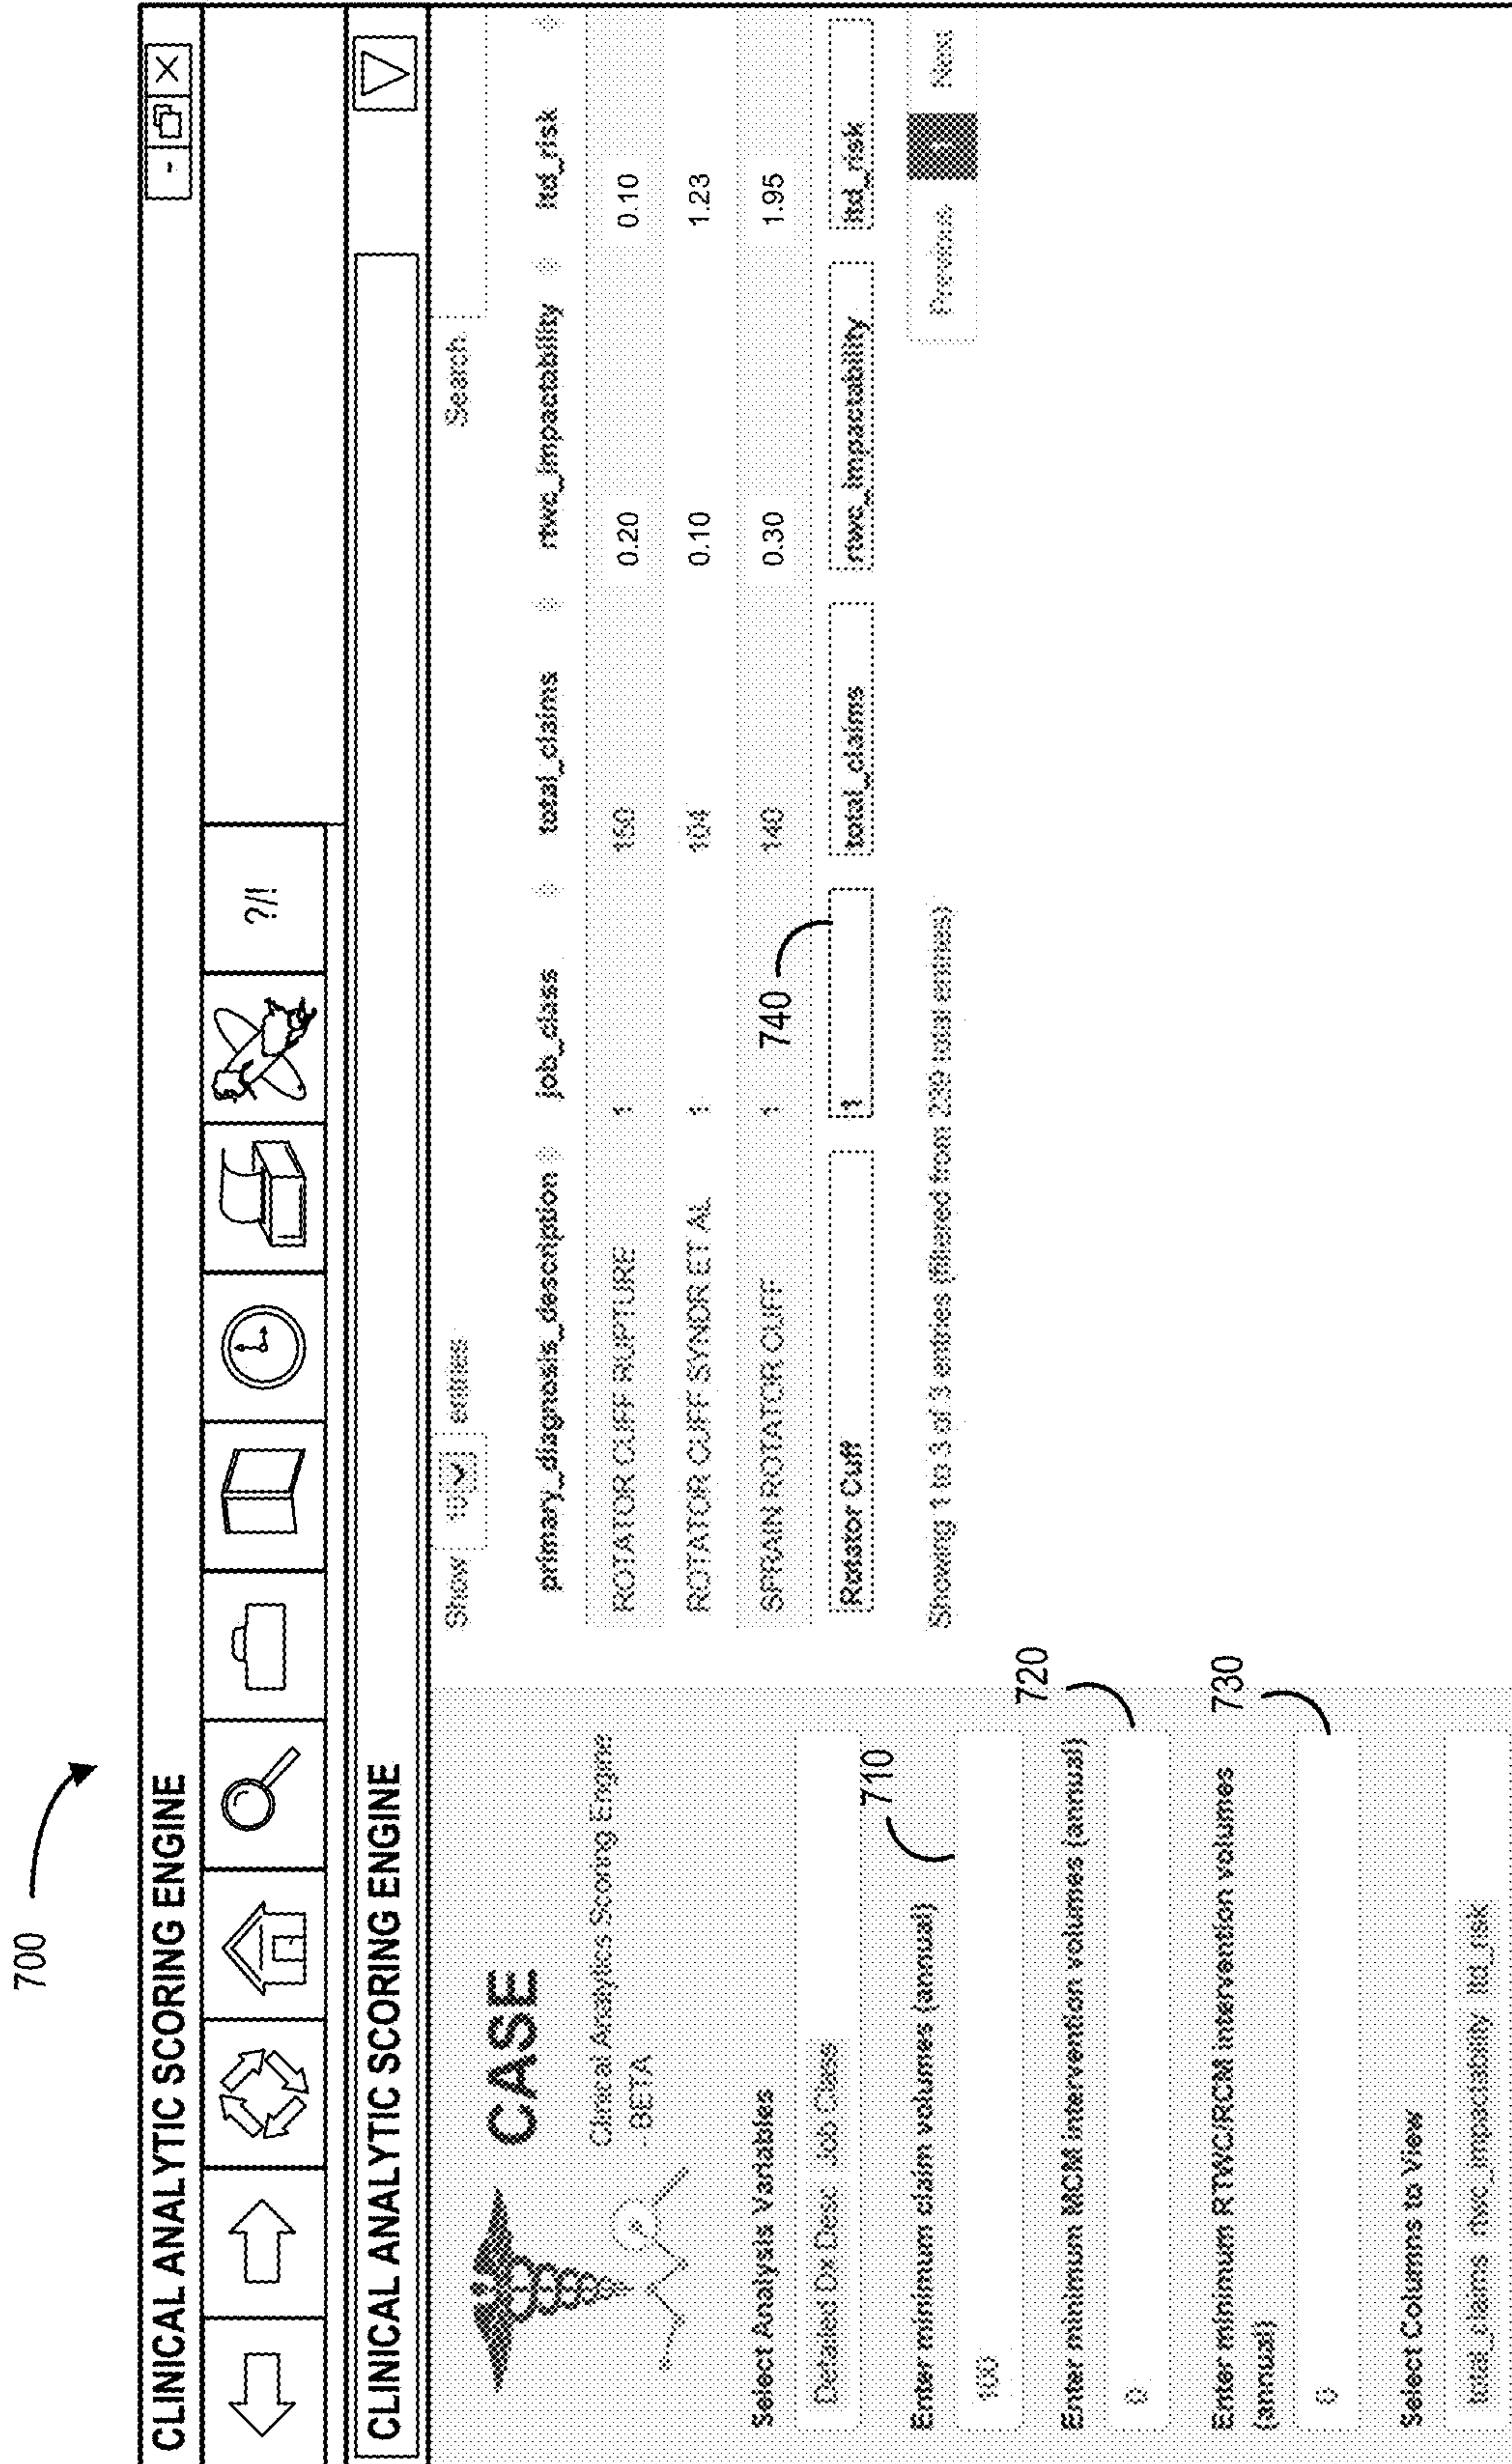 700
CLINICAL ANALYTIC SCORING ENGINE
- X
?/!
CLINICAL ANALYTIC SCORING ENGINE
CASE
Clinical Analytics Scoring Engine
- BETA
Select Analysis Variables
Detailed Dx Desc Job Class
710
Enter minimum claim volumes (annual)
100
720
Enter minimum MCM intervention volumes (annual)
0
730
Enter minimum RTWC/RCM intervention volumes
(annual)
0
Select Columns to View
total_claims rtwc_impactability ltd_risk
Show 10 entries Search
primary_diagnosis_description job_class total_claims rtwc_impactability ltd_risk
ROTATOR CUFF RUPTURE 1 150 0.20 0.10
ROTATOR CUFF SYNDR ET AL 1 104 0.10 1.23
SPRAIN ROTATOR CUFF 1 140 0.30 1.95
740
Rotator Cuff 1 total_claims rtwc_impactability ltd_risk
Showing 1 to 3 of 3 entries (filtered from 239 total entries)
Previous Next